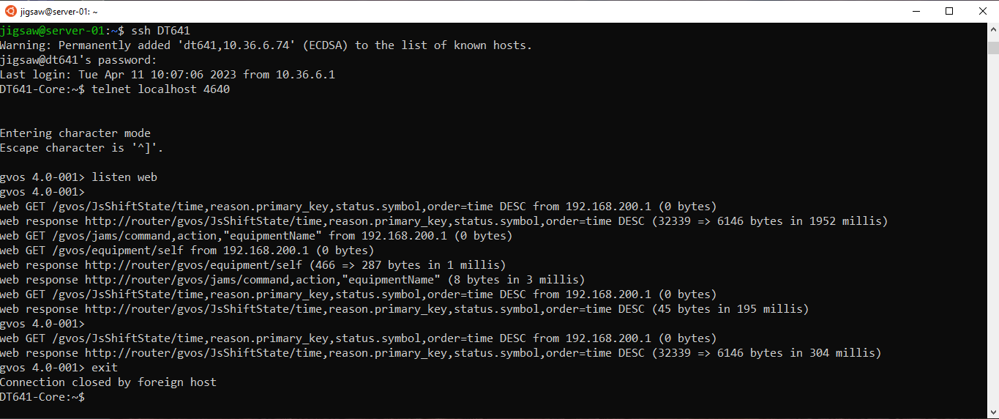 jigsaw@server-01: ~
jigsaw@server-01:~$ ssh DT641
Warning: Permanently added 'dt641,10.36.6.74' (ECDSA) to the list of known hosts.
jigsaw@dt641's password:
Last login: Tue Apr 11 10:07:06 2023 from 10.36.6.1
DT641-Core:~$ telnet localhost 4640
Entering character mode
Escape character is '^]'.
gvos 4.0-001> listen web
gvos 4.0-001>
web GET /gvos/JsShiftState/time,reason.primary_key,status.symbol,order=time DESC from 192.168.200.1 (0 bytes)
web response http://router/gvos/JsShiftState/time,reason.primary_key,status.symbol,order=time DESC (32339 => 6146 bytes in 1952 millis)
web GET /gvos/jams/command,action,"equipmentName" from 192.168.200.1 (0 bytes)
web GET /gvos/equipment/self from 192.168.200.1 (0 bytes)
web response http://router/gvos/equipment/self (466 => 287 bytes in 1 millis)
web response http://router/gvos/jams/command,action,"equipmentName" (8 bytes in 3 millis)
web GET /gvos/JsShiftState/time,reason.primary_key,status.symbol,order=time DESC from 192.168.200.1 (0 bytes)
web response http://router/gvos/JsShiftState/time,reason.primary_key,status.symbol,order=time DESC (45 bytes in 195 millis)
gvos 4.0-001>
web GET /gvos/JsShiftState/time,reason.primary_key,status.symbol,order=time DESC from 192.168.200.1 (0 bytes)
web response http://router/gvos/JsShiftState/time,reason.primary_key,status.symbol,order=time DESC (32339 => 6146 bytes in 304 millis)
gvos 4.0-001> exit
Connection closed by foreign host
DT641-Core:~$